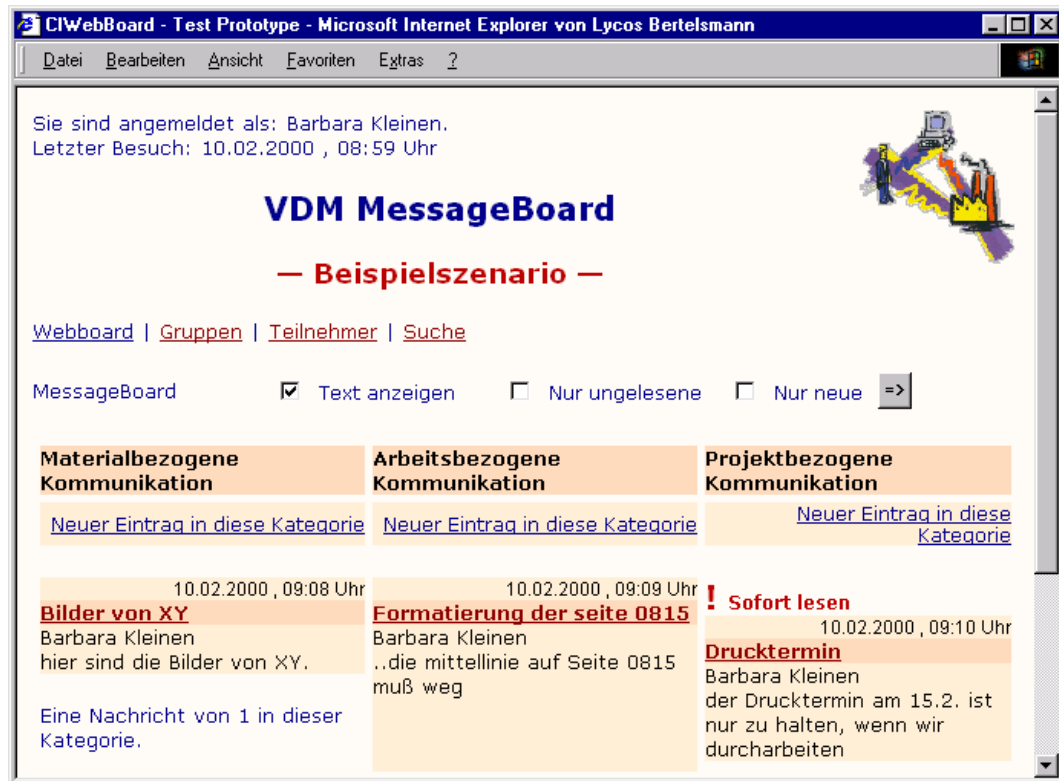 CIWebBoard - Test Prototype - Microsoft Internet Explorer von Lycos Bertelsmann
Datei Bearbeiten Ansicht Favoriten Extras ?
Sie sind angemeldet als: Barbara Kleinen.
Letzter Besuch: 10.02.2000 , 08:59 Uhr
VDM MessageBoard
— Beispielszenario —
Webboard | Gruppen | Teilnehmer | Suche
MessageBoard Text anzeigen Nur ungelesene Nur neue =>
Materialbezogene
Kommunikation
Neuer Eintrag in diese Kategorie
10.02.2000 , 09:08 Uhr
Bilder von XY
Barbara Kleinen
hier sind die Bilder von XY.
Eine Nachricht von 1 in dieser
Kategorie.
Arbeitsbezogene
Kommunikation
Neuer Eintrag in diese Kategorie
10.02.2000 , 09:09 Uhr
Formatierung der seite 0815
Barbara Kleinen
..die mittellinie auf Seite 0815
muß weg
Projektbezogene
Kommunikation
Neuer Eintrag in diese
Kategorie
! Sofort lesen
10.02.2000 , 09:10 Uhr
Drucktermin
Barbara Kleinen
der Drucktermin am 15.2. ist
nur zu halten, wenn wir
durcharbeiten